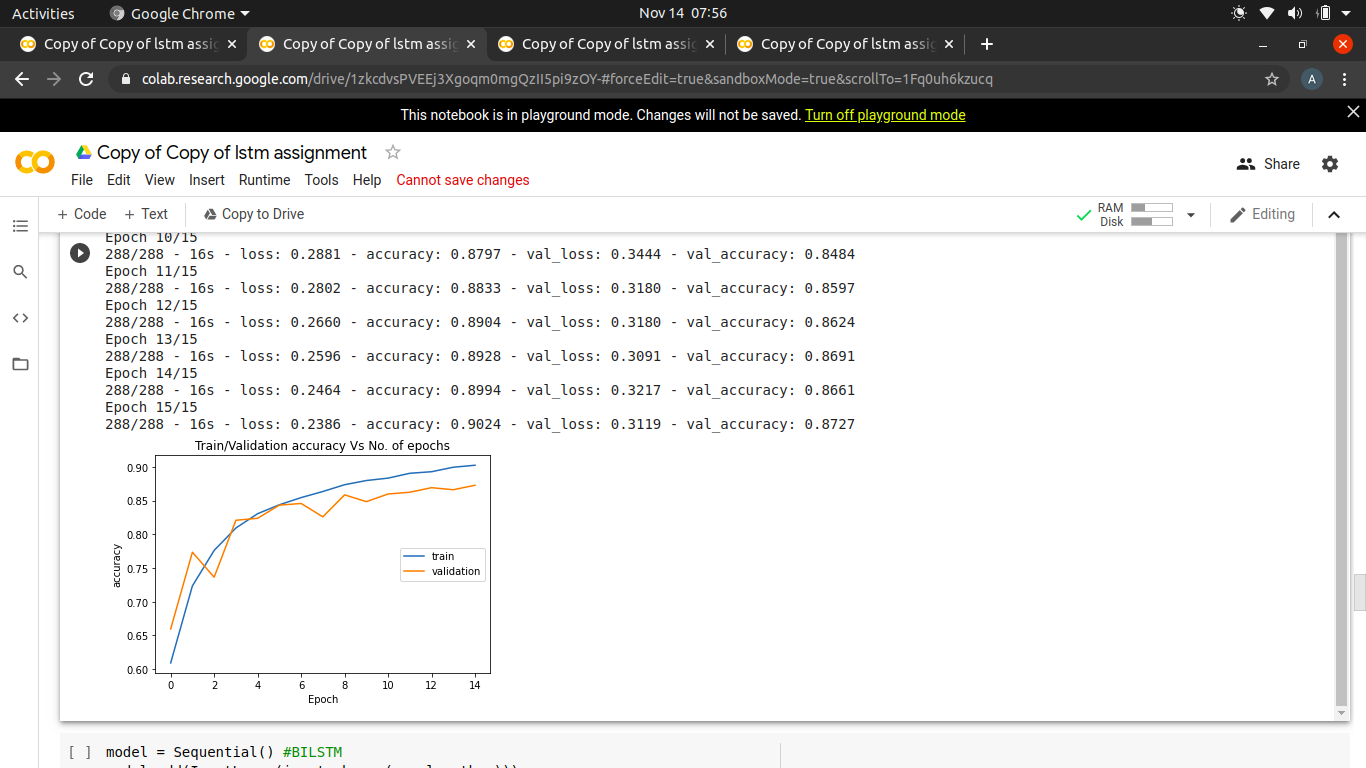 Activities Google Chrome Nov 14 07:56
Copy of Copy of lstm assig Copy of Copy of lstm assig Copy of Copy of lstm assig Copy of Copy of lstm assig
colab.research.google.com/drive/1zkcdvsPVEEj3Xgoqm0mgQzII5pi9zOY-#forceEdit=true&sandboxMode=true&scrollTo=1Fq0uh6kzucq A
This notebook is in playground mode. Changes will not be saved. Turn off playground mode
Copy of Copy of lstm assignment
Share
File Edit View Insert Runtime Tools Help Cannot save changes
+ Code + Text Copy to Drive RAM Disk Editing
Epoch 10/15
288/288 - 16s - loss: 0.2881 - accuracy: 0.8797 - val_loss: 0.3444 - val_accuracy: 0.8484
Epoch 11/15
288/288 - 16s - loss: 0.2802 - accuracy: 0.8833 - val_loss: 0.3180 - val_accuracy: 0.8597
Epoch 12/15
288/288 - 16s - loss: 0.2660 - accuracy: 0.8904 - val_loss: 0.3180 - val_accuracy: 0.8624
Epoch 13/15
288/288 - 16s - loss: 0.2596 - accuracy: 0.8928 - val_loss: 0.3091 - val_accuracy: 0.8691
Epoch 14/15
288/288 - 16s - loss: 0.2464 - accuracy: 0.8994 - val_loss: 0.3217 - val_accuracy: 0.8661
Epoch 15/15
288/288 - 16s - loss: 0.2386 - accuracy: 0.9024 - val_loss: 0.3119 - val_accuracy: 0.8727
Train/Validation accuracy Vs No. of epochs
0.90
0.85
0.80
0.75
0.70
0.65
0.60
accuracy
train
validation
0 2 4 6 8 10 12 14
Epoch
[ ] model = Sequential() #BILSTM